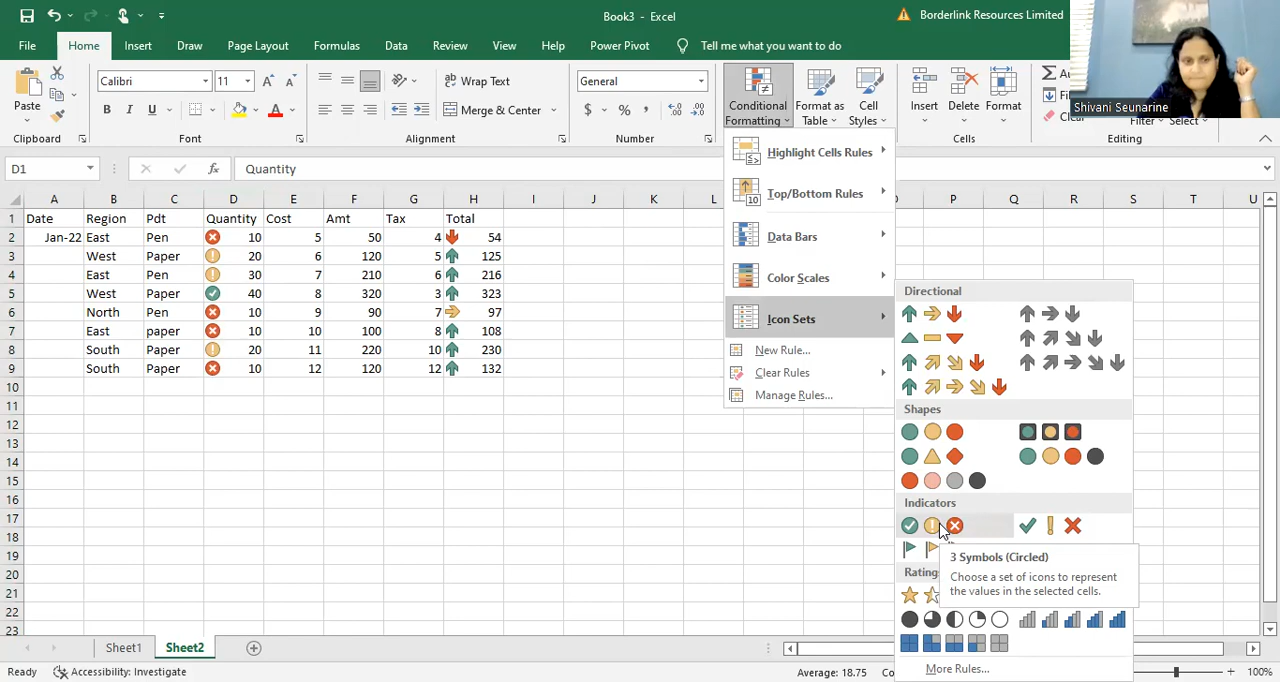 Book3 - Excel
Borderlink Resources Limited
File Home Insert Draw Page Layout Formulas Data Review View Help Power Pivot Tell me what you want to do
Shivani Seunarine
Paste
Calibri 11
B I U
Wrap Text
Merge & Center
General
$ %
Conditional Formatting
Format as Table
Cell Styles
Insert Delete Format
Filter Select
Clipboard Font Alignment Number Cells Editing
D1 fx Quantity
A B C D E F G H I J K L P Q R S T U
1 Date Region Pdt Quantity Cost Amt Tax Total
2 Jan-22 East Pen 10 5 50 4 54
3 West Paper 20 6 120 5 125
4 East Pen 30 7 210 6 216
5 West Paper 40 8 320 3 323
6 North Pen 10 9 90 7 97
7 East paper 10 10 100 8 108
8 South paper 20 11 220 10 230
9 South Paper 10 12 120 12 132
10
11
12
13
14
15
16
17
18
19
20
21
22
23
Highlight Cells Rules
Top/Bottom Rules
10
Data Bars
Color Scales
Icon Sets
New Rule...
Clear Rules
Manage Rules...
Directional
Shapes
Indicators
3 Symbols (Circled)
Choose a set of icons to represent
the values in the selected cells.
Ratings
More Rules...
Sheet1 Sheet2
Ready Accessibility: Investigate Average: 18.75 100%